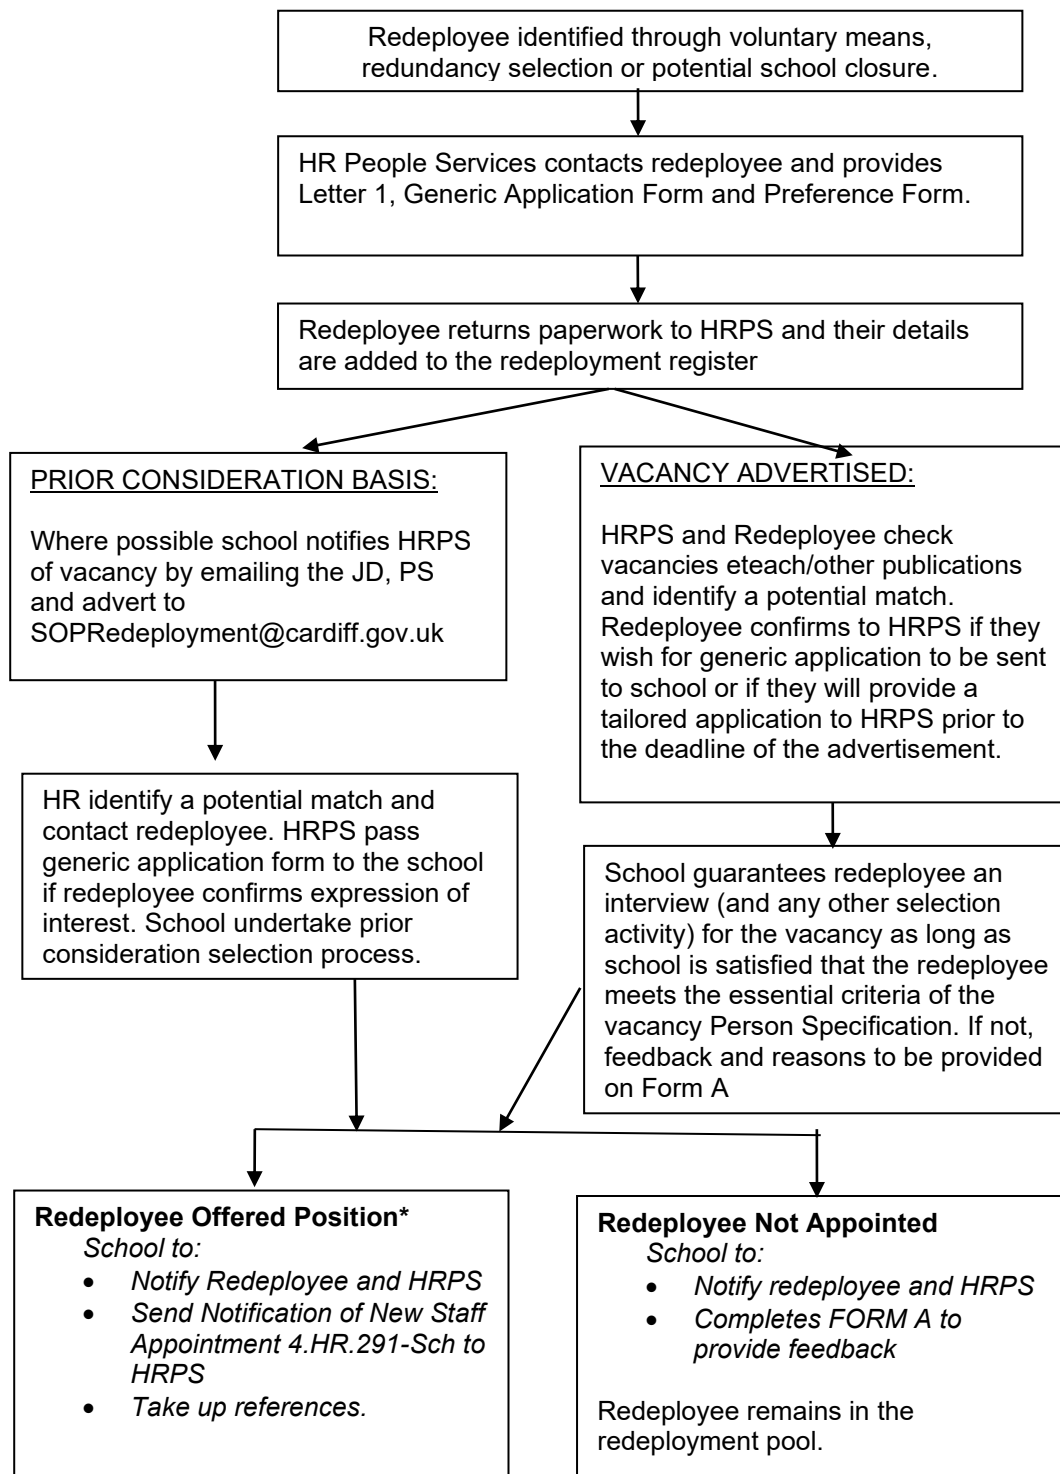 Redeployee identified through voluntary means,
redundancy selection or potential school closure.
HR People Services contacts redeployee and provides
Letter 1, Generic Application Form and Preference Form.
Redeployee returns paperwork to HRPS and their details
are added to the redeployment register
PRIOR CONSIDERATION BASIS:
Where possible school notifies HRPS
of vacancy by emailing the JD, PS
and advert to
SOPRedeployment@cardiff.gov.uk
VACANCY ADVERTISED:
HRPS and Redeployee check
vacancies eteach/other publications
and identify a potential match.
Redeployee confirms to HRPS if they
wish for generic application to be sent
to school or if they will provide a
tailored application to HRPS prior to
the deadline of the advertisement.
HR identify a potential match and
contact redeployee. HRPS pass
generic application form to the school
if redeployee confirms expression of
interest. School undertake prior
consideration selection process.
School guarantees redeployee an
interview (and any other selection
activity) for the vacancy as long as
school is satisfied that the redeployee
meets the essential criteria of the
vacancy Person Specification. If not,
feedback and reasons to be provided
on Form A
Redeployee Offered Position*
School to:
• Notify Redeployee and HRPS
• Send Notification of New Staff
Appointment 4.HR.291-Sch to
HRPS
• Take up references.
Redeployee Not Appointed
School to:
• Notify redeployee and HRPS
• Completes FORM A to
provide feedback
Redeployee remains in the
redeployment pool.